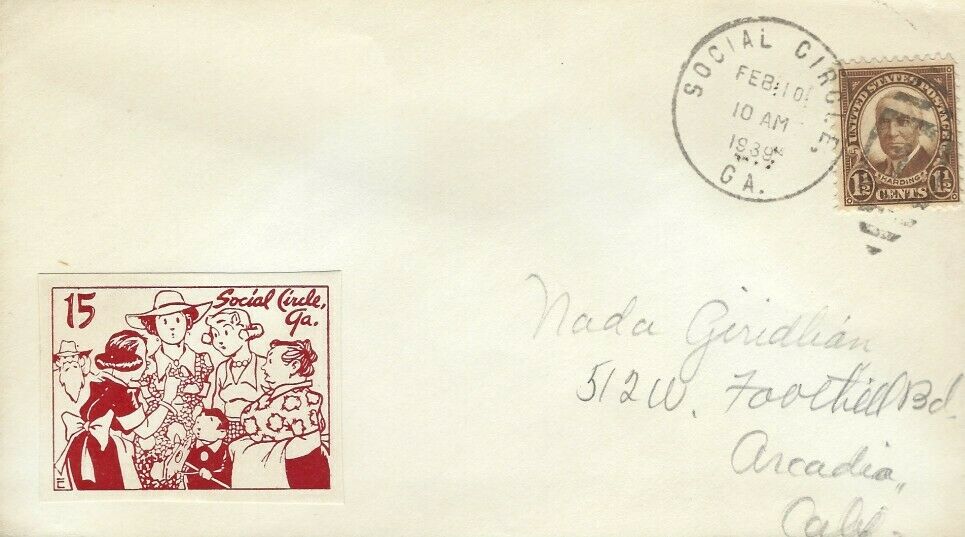 SOCIAL CIRCLE,
FEB 10
10 AM
1939
GA.
UNITED STATES POSTAGE
HARDING
1½ CENTS 1½
15
Social Circle,
Ga.
Nada Giridlian
512 W. Foothill Bd.
Arcadia,
Calif.